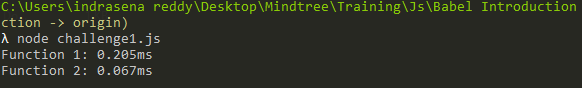 C:\Users\indrasena reddy\Desktop\Mindtree\Training\Js\Babel Introduction
ction -> origin)
λ node challenge1.js
Function 1: 0.205ms
Function 2: 0.067ms